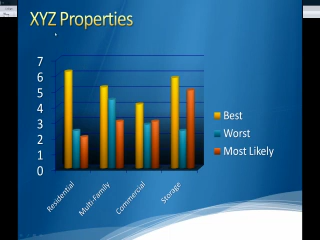 XYZ Properties
7
6
5
4
3
2
1
0
Residential
Multi-Family
Commercial
Storage
Best
Worst
Most Likely